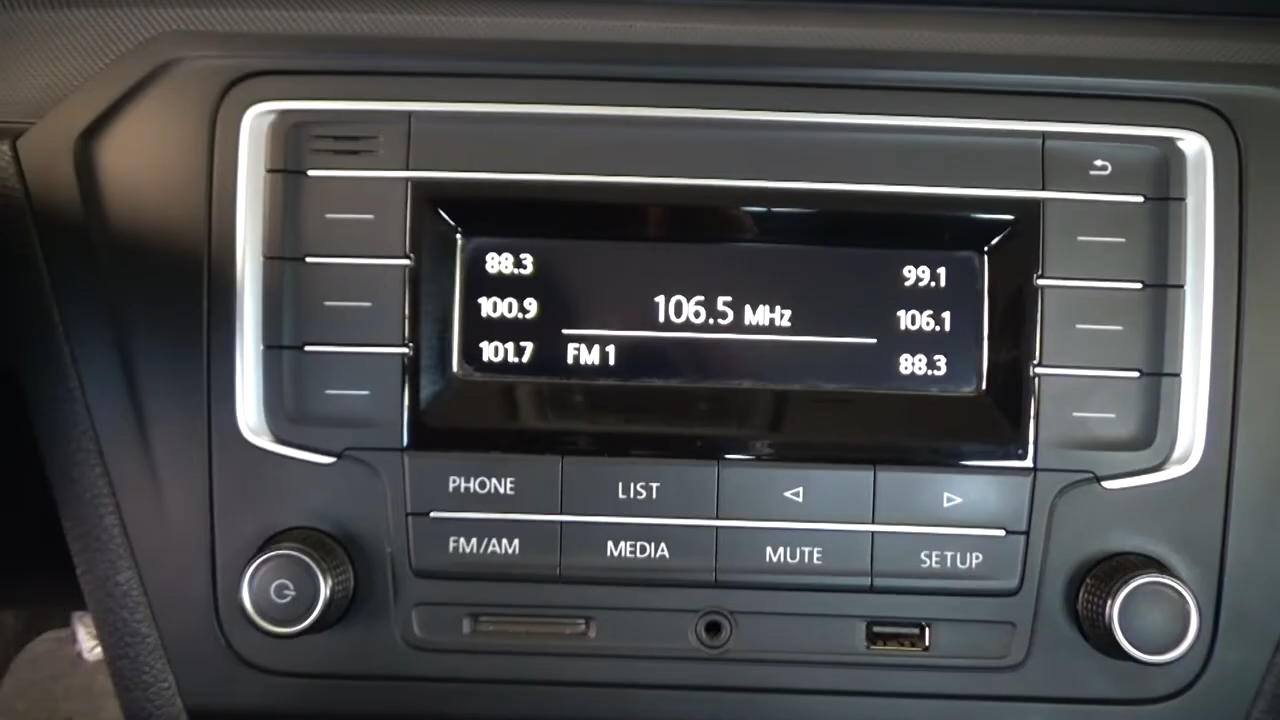 88.3
99.1
100.9
106.5 MHz
106.1
101.7
FM 1
88.3
PHONE
LIST
FM/AM
MEDIA
MUTE
SETUP